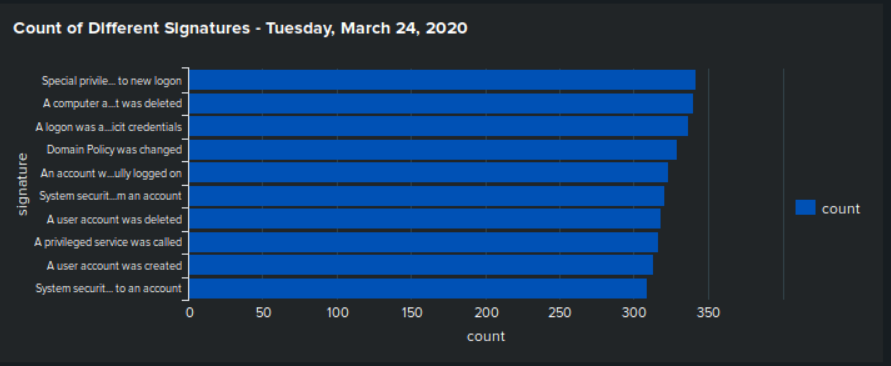 Count of Different Signatures - Tuesday, March 24, 2020
signature
Special privile... to new logon
A computer a...t was deleted
A logon was a...icit credentials
Domain Policy was changed
An account w...ully logged on
System securit...m an account
A user account was deleted
A privileged service was called
A user account was created
System securit... to an account
0 50 100 150 200 250 300 350
count
count